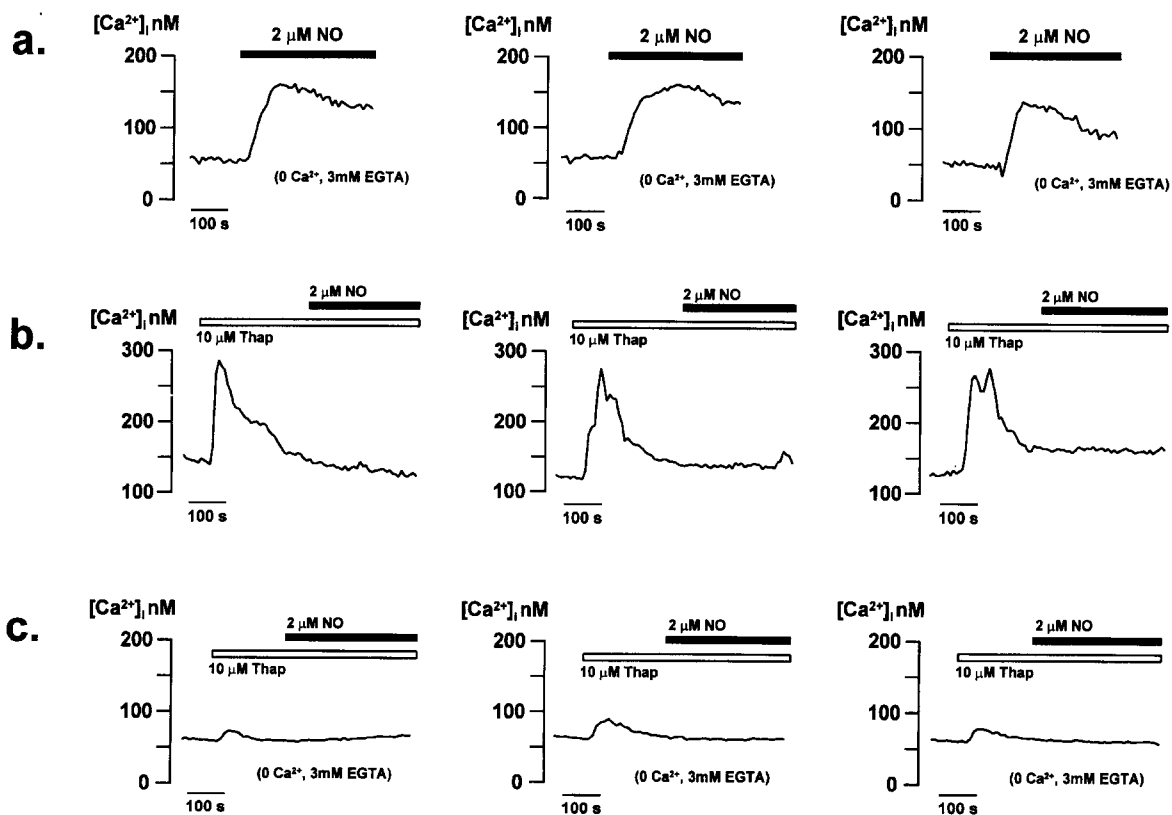 a.
[Ca²⁺]ᵢ nM [Ca²⁺]ᵢ nM [Ca²⁺]ᵢ nM
2 µM NO 2 µM NO 2 µM NO
200 200 200
100 100 100
0 0 0
(0 Ca²⁺, 3mM EGTA) (0 Ca²⁺, 3mM EGTA) (0 Ca²⁺, 3mM EGTA)
100 s 100 s 100 s
b.
2 µM NO 2 µM NO 2 µM NO
[Ca²⁺]ᵢ nM [Ca²⁺]ᵢ nM [Ca²⁺]ᵢ nM
10 µM Thap 10 µM Thap 10 µM Thap
300 300 300
200 200 200
100 100 100
100 s 100 s 100 s
c.
[Ca²⁺]ᵢ nM [Ca²⁺]ᵢ nM [Ca²⁺]ᵢ nM
2 µM NO 2 µM NO 2 µM NO
200 200 200
10 µM Thap 10 µM Thap 10 µM Thap
100 100 100
0 0 0
(0 Ca²⁺, 3mM EGTA) (0 Ca²⁺, 3mM EGTA) (0 Ca²⁺, 3mM EGTA)
100 s 100 s 100 s